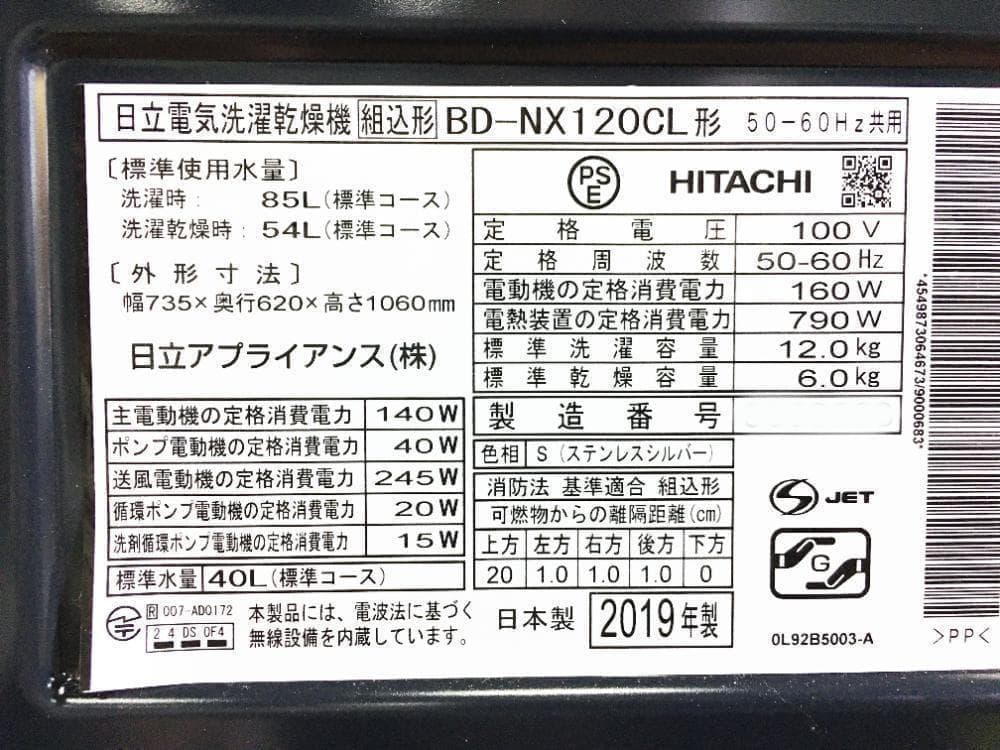 日立電気洗濯乾燥機 組込形 BD-NX120CL形 50-60Hz共用
〔標準使用水量〕
洗濯時: 85L(標準コース)
洗濯乾燥時: 54L(標準コース)
〔外形寸法〕
幅735×奥行620×高さ1060mm
日立アプライアンス(株)
主電動機の定格消費電力 140W
ポンプ電動機の定格消費電力 40W
送風電動機の定格消費電力 245W
循環ポンプ電動機の定格消費電力 20W
洗剤循環ポンプ電動機の定格消費電力 15W
標準水量 40L(標準コース)
R 007-AD0172
2.4 DS OF4
本製品には、電波法に基づく
無線設備を内蔵しています。
PSE HITACHI
定格電圧 100V
定格周波数 50-60Hz
電動機の定格消費電力 160W
電熱装置の定格消費電力 790W
標準洗濯容量 12.0kg
標準乾燥容量 6.0kg
製造番号
色相 S(ステンレスシルバー)
消防法 基準適合 組込形
可燃物からの離隔距離(cm)
上方 左方 右方 後方 下方
20 1.0 1.0 1.0 0
日本製 2019年製
S JET
G
0L92B5003-A
*4549873064673/9000683*
>PP<